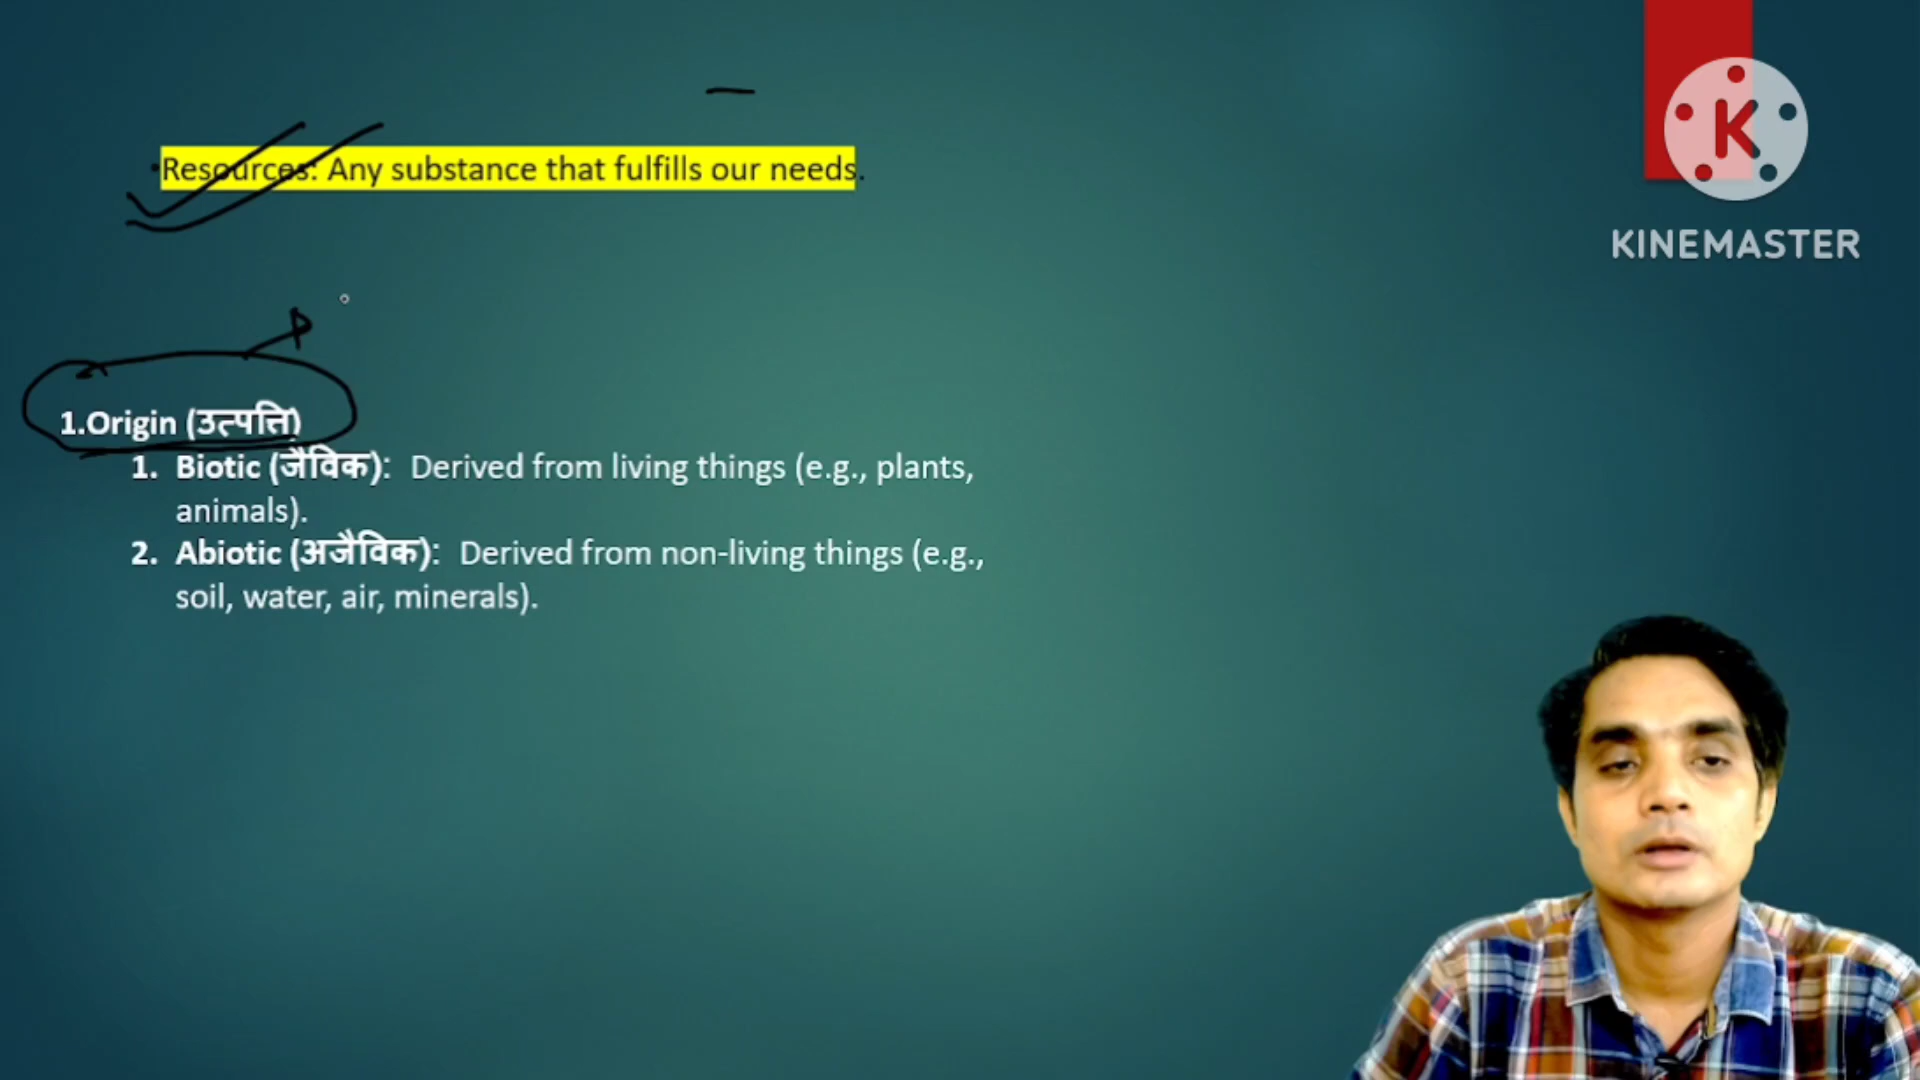 •Resources: Any substance that fulfills our needs.
K
KINEMASTER
1.Origin (उत्पत्ति)
1. Biotic (जैविक): Derived from living things (e.g., plants,
animals).
2. Abiotic (अजैविक): Derived from non-living things (e.g.,
soil, water, air, minerals).